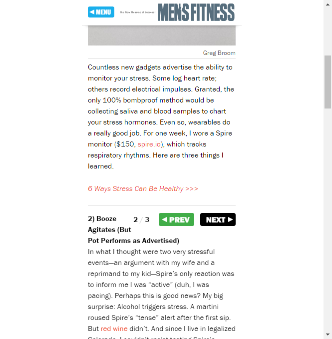 MENU
MEN'S FITNESS
Greg Broom
Countless new gadgets advertise the ability to
monitor your stress. Some log heart rate;
others record electrical impulses. Granted, the
only 100% bombproof method would be
collecting saliva and blood samples to chart
your stress hormones. Even so, wearables do
a really good job. For one week, I wore a Spire
monitor ($150, spire.io), which tracks
respiratory rhythms. Here are three things I
learned.
6 Ways Stress Can Be Healthy >>>
2) Booze
Agitates (But
Pot Performs as Advertised)
2 / 3
PREV
NEXT
In what I thought were two very stressful
events—an argument with my wife and a
reprimand to my kid—Spire's only reaction was
to inform me I was "active" (duh, I was
pacing). Perhaps this is good news? My big
surprise: Alcohol triggers stress. A martini
roused Spire's "tense" alert after the first sip.
But red wine didn't. And since I live in legalized